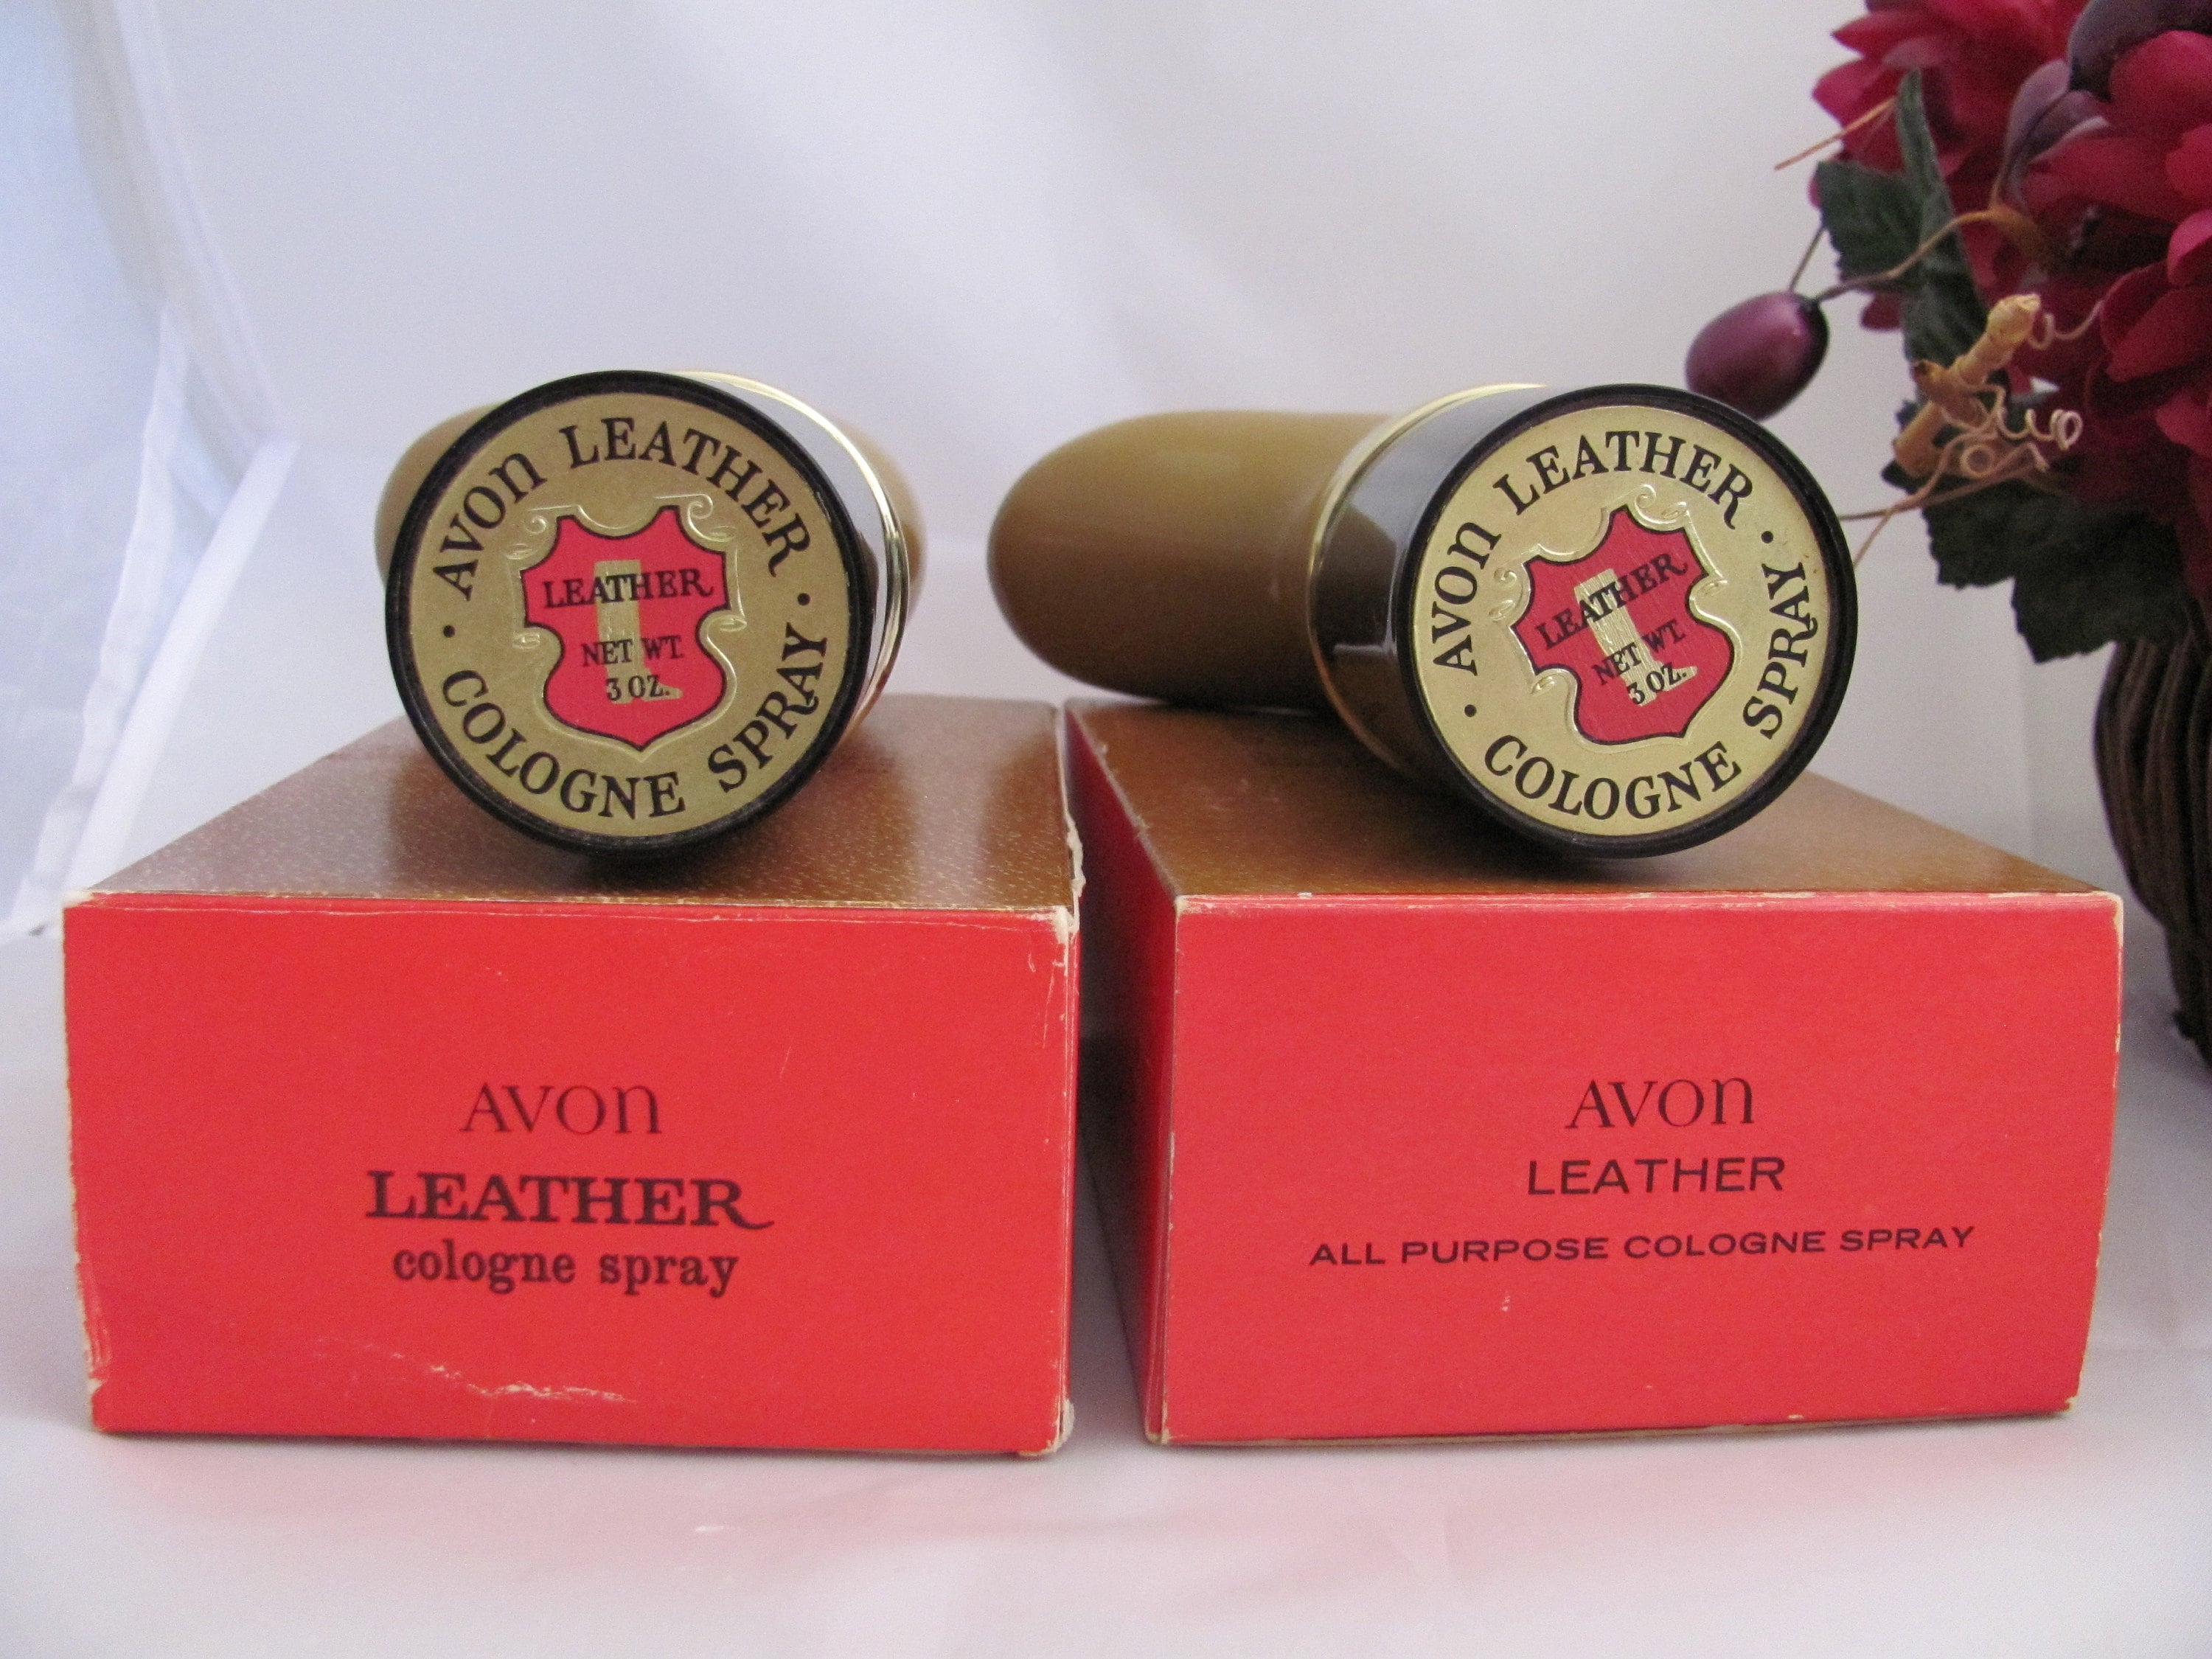 AVON LEATHER
· COLOGNE SPRAY ·
LEATHER
NET WT.
3 OZ.
AVON LEATHER
· COLOGNE SPRAY ·
LEATHER
NET WT.
3 OZ.
AVON
LEATHER
cologne spray
AVON
LEATHER
ALL PURPOSE COLOGNE SPRAY